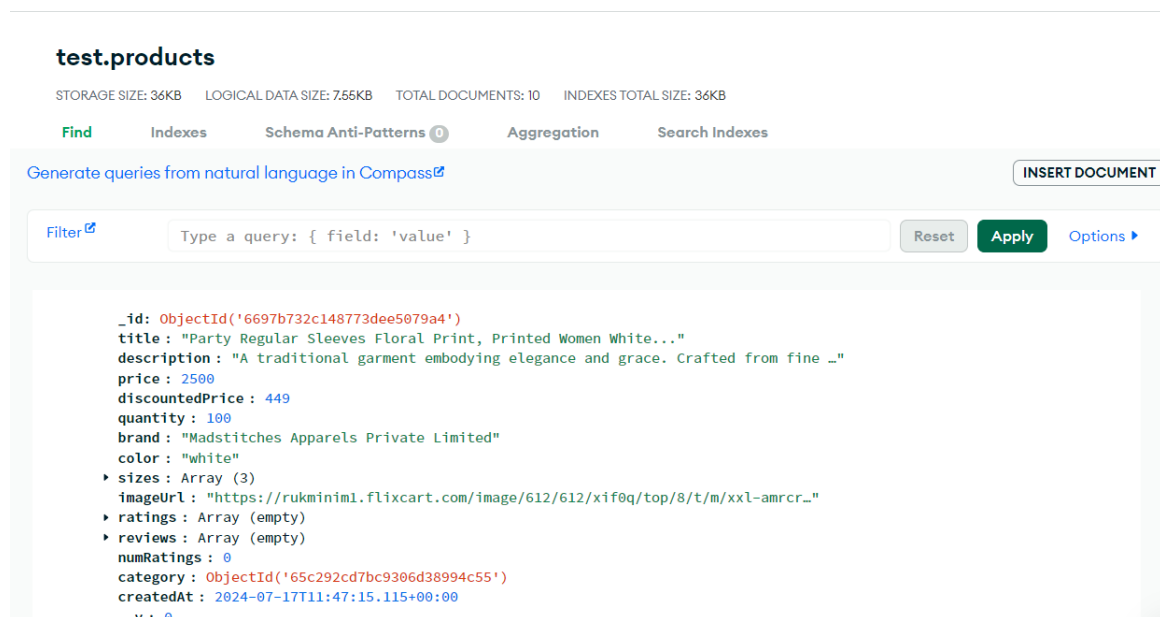 test.products
STORAGE SIZE: 36KB LOGICAL DATA SIZE: 7.55KB TOTAL DOCUMENTS: 10 INDEXES TOTAL SIZE: 36KB
Find Indexes Schema Anti-Patterns 0 Aggregation Search Indexes
Generate queries from natural language in Compass
INSERT DOCUMENT
Filter Type a query: { field: 'value' } Reset Apply Options
_id: ObjectId('6697b732c148773dee5079a4')
title : "Party Regular Sleeves Floral Print, Printed Women White..."
description : "A traditional garment embodying elegance and grace. Crafted from fine …"
price : 2500
discountedPrice : 449
quantity : 100
brand : "Madstitches Apparels Private Limited"
color : "white"
sizes : Array (3)
imageUrl : "https://rukminim1.flixcart.com/image/612/612/xif0q/top/8/t/m/xxl-amrcr…"
ratings : Array (empty)
reviews : Array (empty)
numRatings : 0
category : ObjectId('65c292cd7bc9306d38994c55')
createdAt : 2024-07-17T11:47:15.115+00:00